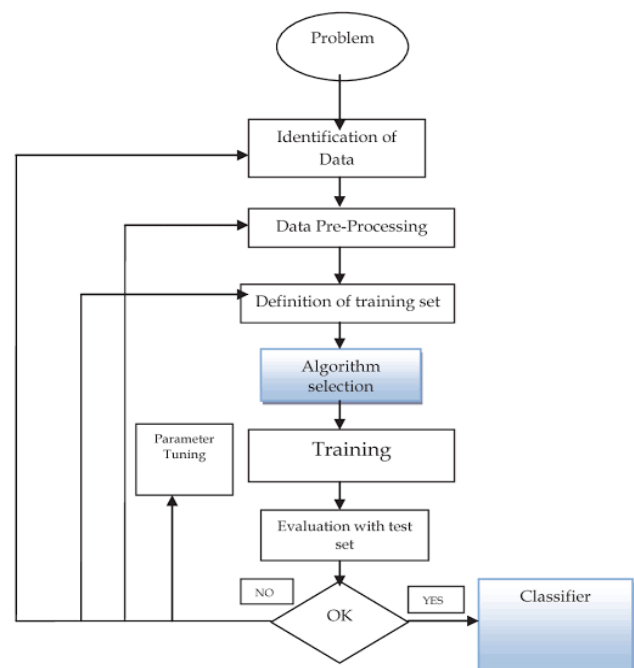 Problem
Identification of
Data
Data Pre-Processing
Definition of training set
Algorithm
selection
Parameter
Tuning
Training
Evaluation with test
set
NO
OK
YES
Classifier